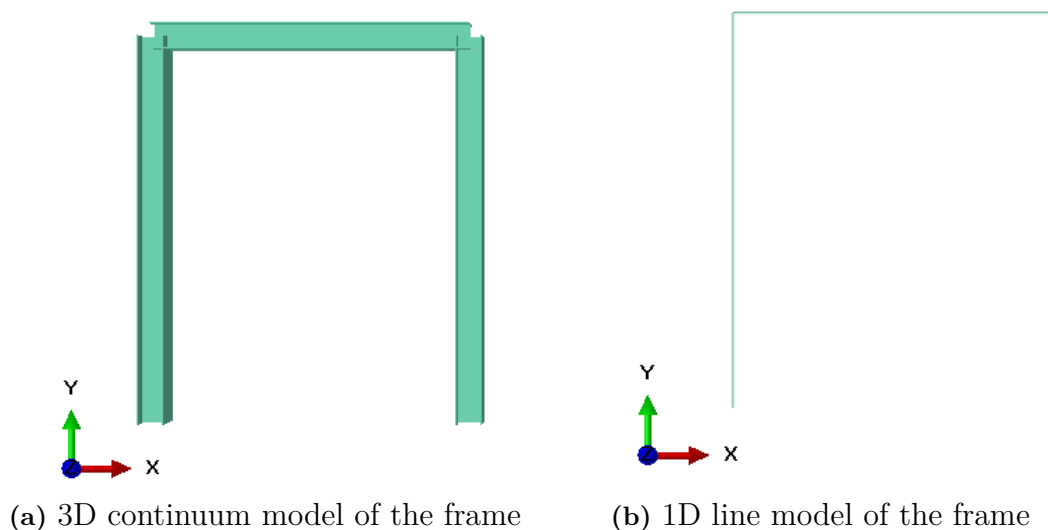 Y
X
Z
(a) 3D continuum model of the frame
Y
X
Z
(b) 1D line model of the frame